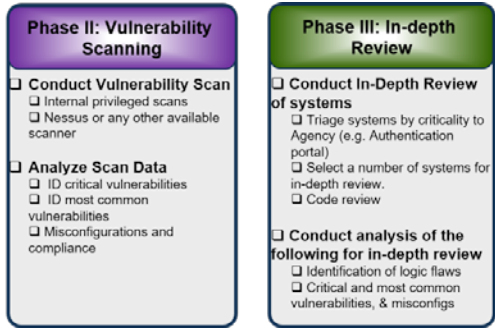 Phase II: Vulnerability
Scanning
❑ Conduct Vulnerability Scan
❑ Internal privileged scans
❑ Nessus or any other available
scanner
❑ Analyze Scan Data
❑ ID critical vulnerabilities
❑ ID most common
vulnerabilities
❑ Misconfigurations and
compliance
Phase III: In-depth
Review
❑ Conduct In-Depth Review
of systems
❑ Triage systems by criticality to
Agency (e.g. Authentication
portal)
❑ Select a number of systems for
in-depth review.
❑ Code review
❑ Conduct analysis of the
following for in-depth review
❑ Identification of logic flaws
❑ Critical and most common
vulnerabilities, & misconfigs